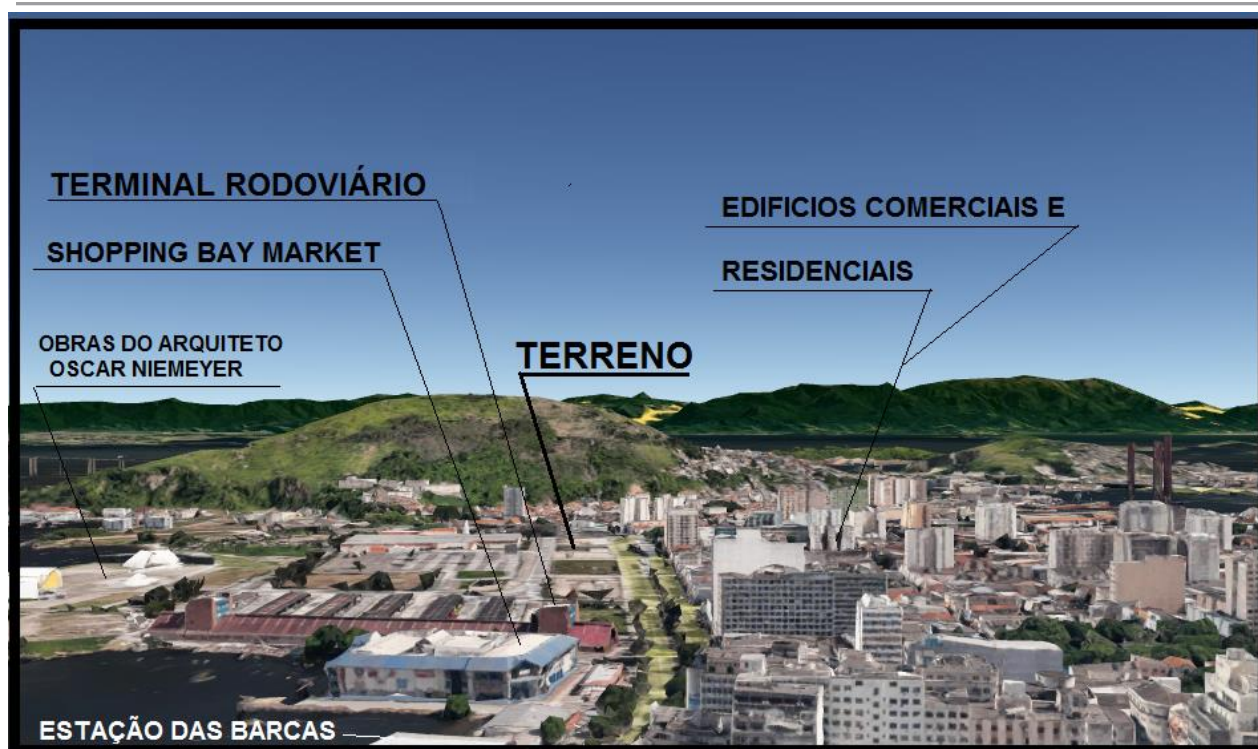 TERMINAL RODOVIÁRIO
SHOPPING BAY MARKET
OBRAS DO ARQUITETO
OSCAR NIEMEYER
TERRENO
EDIFICIOS COMERCIAIS E
RESIDENCIAIS
ESTAÇÃO DAS BARCAS